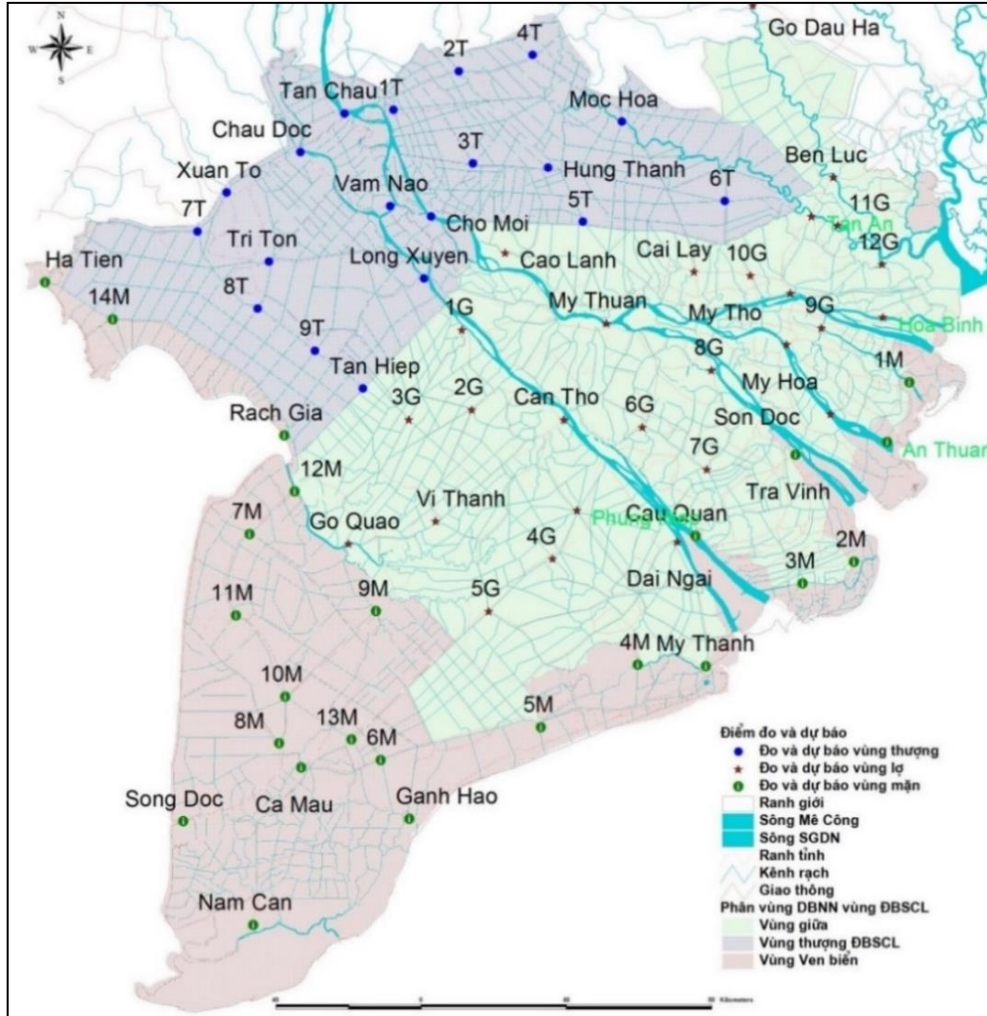 Go Dau Ha
4T
2T
N
W E
S
Tan Chau
1T
Moc Hoa
Chau Doc
3T
Ben Luc
Xuan To
Hung Thanh
Vam Nao
6T
11G
7T
5T
Tan An
Cho Moi
Tri Ton
12G
Ha Tien
Long Xuyen
Cao Lanh
Cai Lay
10G
14M
8T
1G
My Thuan
My Tho
9G
Hoa Binh
9T
8G
1M
Tan Hiep
3G
2G
Can Tho
My Hoa
6G
Rach Gia
Son Doc
7G
An Thuan
12M
Tra Vinh
7M
Go Quao
Vi Thanh
Cau Quan
4G
2M
Dai Ngai
3M
11M
9M
5G
4M
My Thanh
10M
8M
13M
6M
5M
Song Doc
Ca Mau
Ganh Hao
Nam Can
Điểm đo và dự báo
Đo và dự báo vùng thượng
Đo và dự báo vùng lợ
Đo và dự báo vùng mặn
Ranh giới
Sông Mê Công
Sông SGDN
Ranh tỉnh
Kênh rạch
Giao thông
Phân vùng DBNN vùng ĐBSCL
Vùng giữa
Vùng thượng ĐBSCL
Vùng Ven biển
0
Kilometers